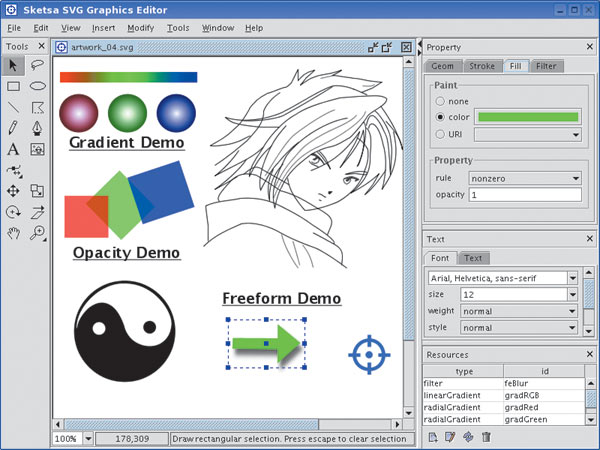 Sketsa SVG Graphics Editor
File Edit View Insert Modify Tools Window Help
Tools
artwork_04.svg
Gradient Demo
Opacity Demo
Freeform Demo
100%
178,309
Draw rectangular selection. Press escape to clear selection
Property
Geom Stroke Fill Filter
Paint
none
color
URI
Property
rule nonzero
opacity 1
Text
Font Text
Arial, Helvetica, sans-serif
size 12
weight normal
style normal
Resources
type id
filter feBlur
linearGradient gradRGB
radialGradient gradRed
radialGradient gradGreen